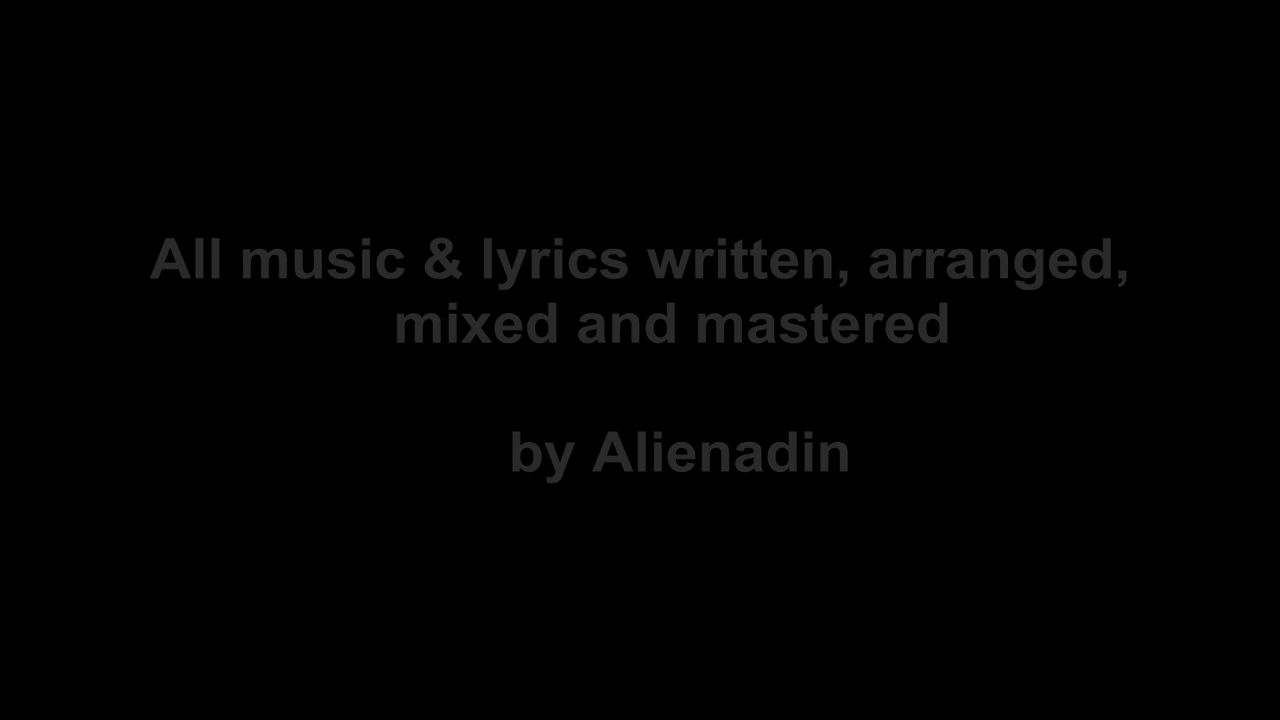 All music & lyrics written, arranged,
mixed and mastered
by Alienadin